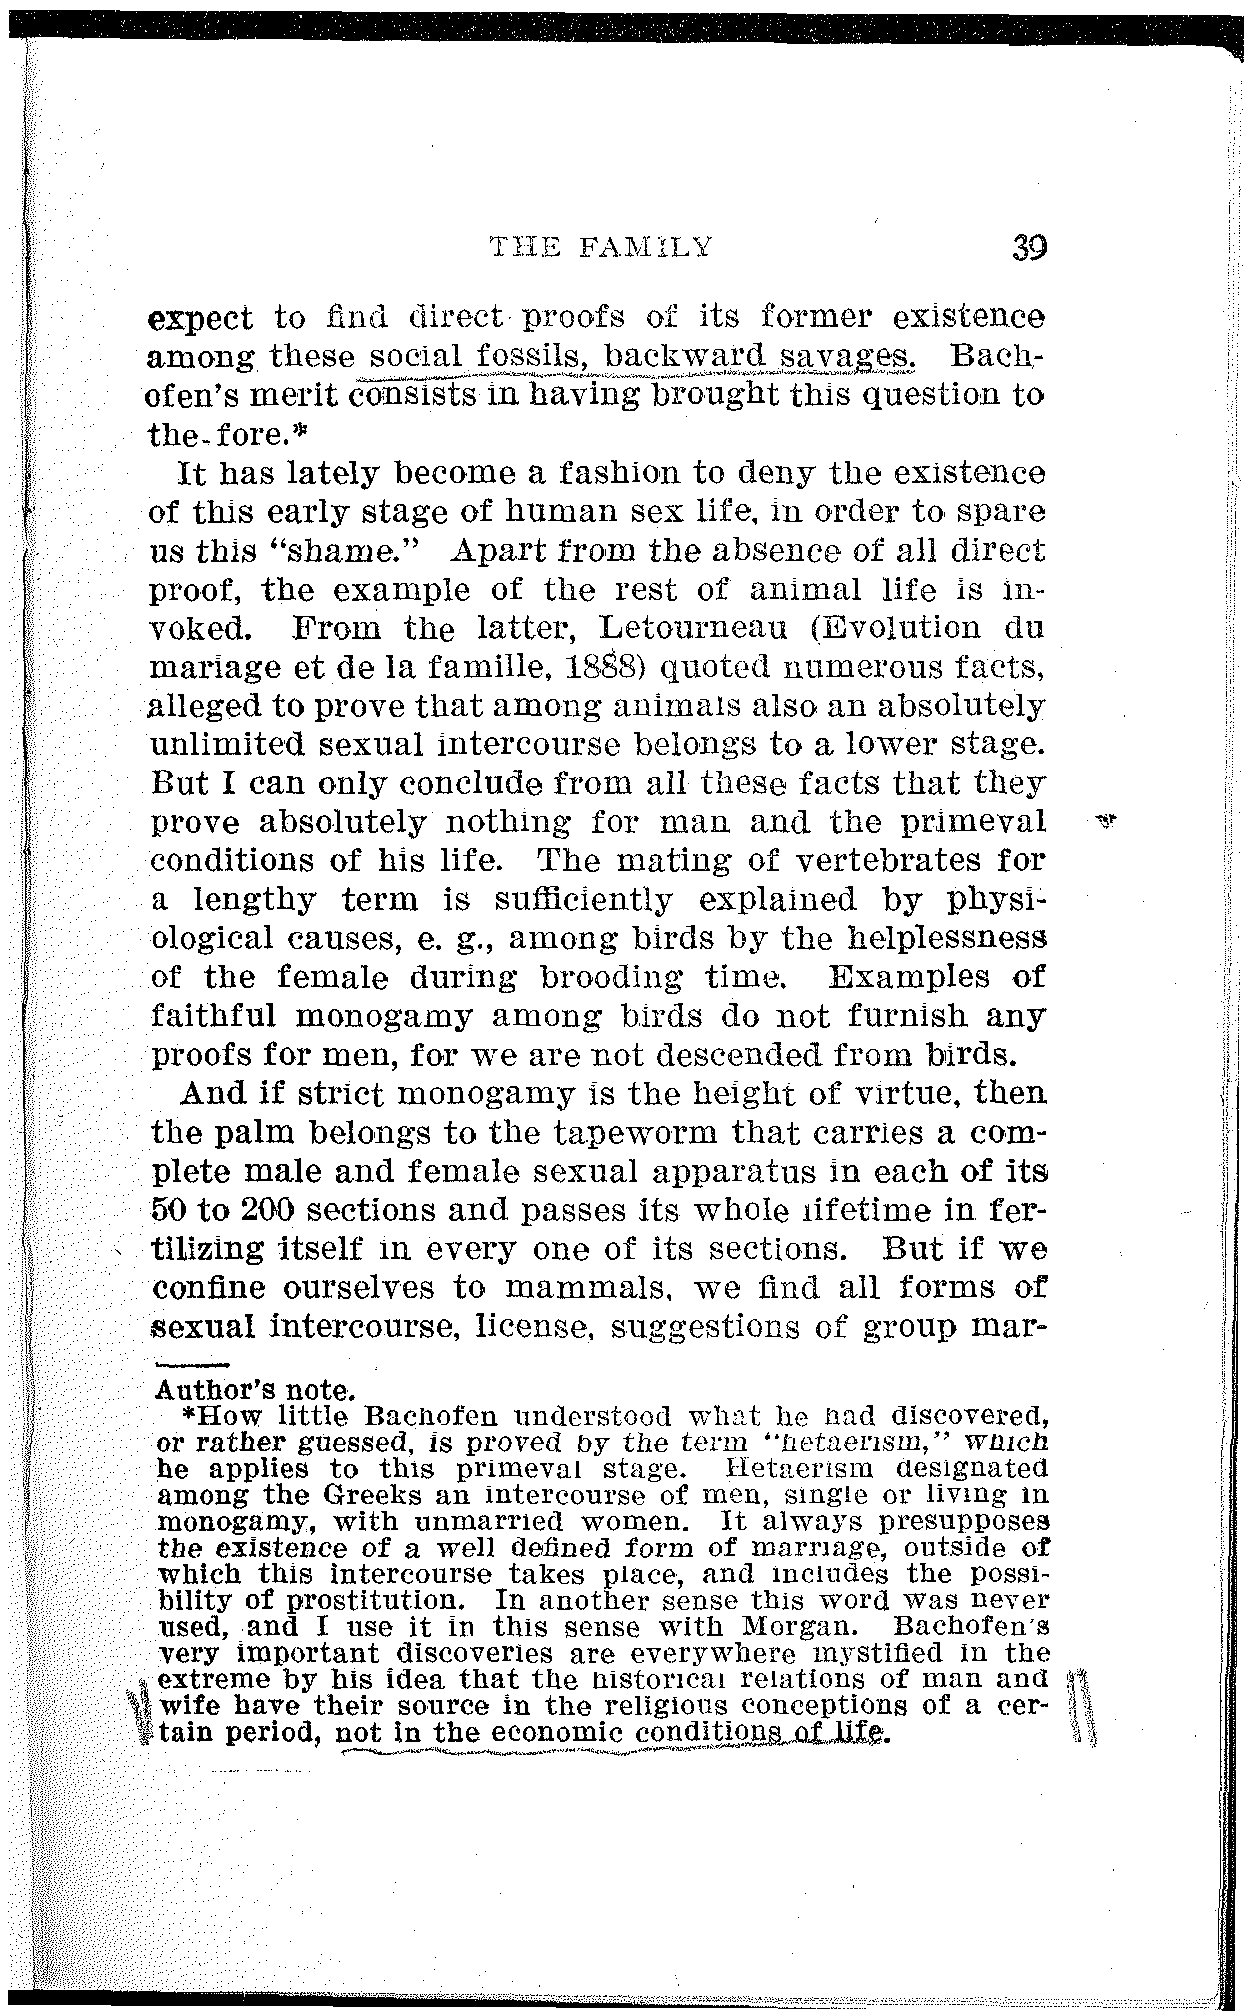 THE FAMILY 39
expect to find direct proofs of its former existence
among these social fossils, backward savages. Bach-
ofen's merit consists in having brought this question to
the fore.*
It has lately become a fashion to deny the existence
of this early stage of human sex life, in order to spare
us this “shame.” Apart from the absence of all direct
proof, the example of the rest of animal life is in-
voked. From the latter, Letourneau (Evolution du
mariage et de la famille, 1888) quoted numerous facts,
alleged to prove that among animals also an absolutely
unlimited sexual intercourse belongs to a lower stage.
But I can only conclude from all these facts that they
prove absolutely nothing for man and the primeval
conditions of his life. The mating of vertebrates for
a lengthy term is sufficiently explained by physi-
ological causes, e. g., among birds by the helplessness
of the female during brooding time. Examples of
faithful monogamy among birds do not furnish any
proofs for men, for we are not descended from birds.
And if strict monogamy is the height of virtue, then
the palm belongs to the tapeworm that carries a com-
plete male and female sexual apparatus in each of its
50 to 200 sections and passes its whole lifetime in fer-
tilizing itself in every one of its sections. But if we
confine ourselves to mammals, we find all forms of
sexual intercourse, license, suggestions of group mar-
Author's note.
*How little Bachofen understood what he had discovered,
or rather guessed, is proved by the term “hetaerism,” which
he applies to this primeval stage. Hetaerism designated
among the Greeks an intercourse of men, single or living in
monogamy, with unmarried women. It always presupposes
the existence of a well defined form of marriage, outside of
which this intercourse takes place, and includes the possi-
bility of prostitution. In another sense this word was never
used, and I use it in this sense with Morgan. Bachofen's
very important discoveries are everywhere mystified in the
extreme by his idea that the historical relations of man and
wife have their source in the religious conceptions of a cer-
tain period, not in the economic conditions of life.